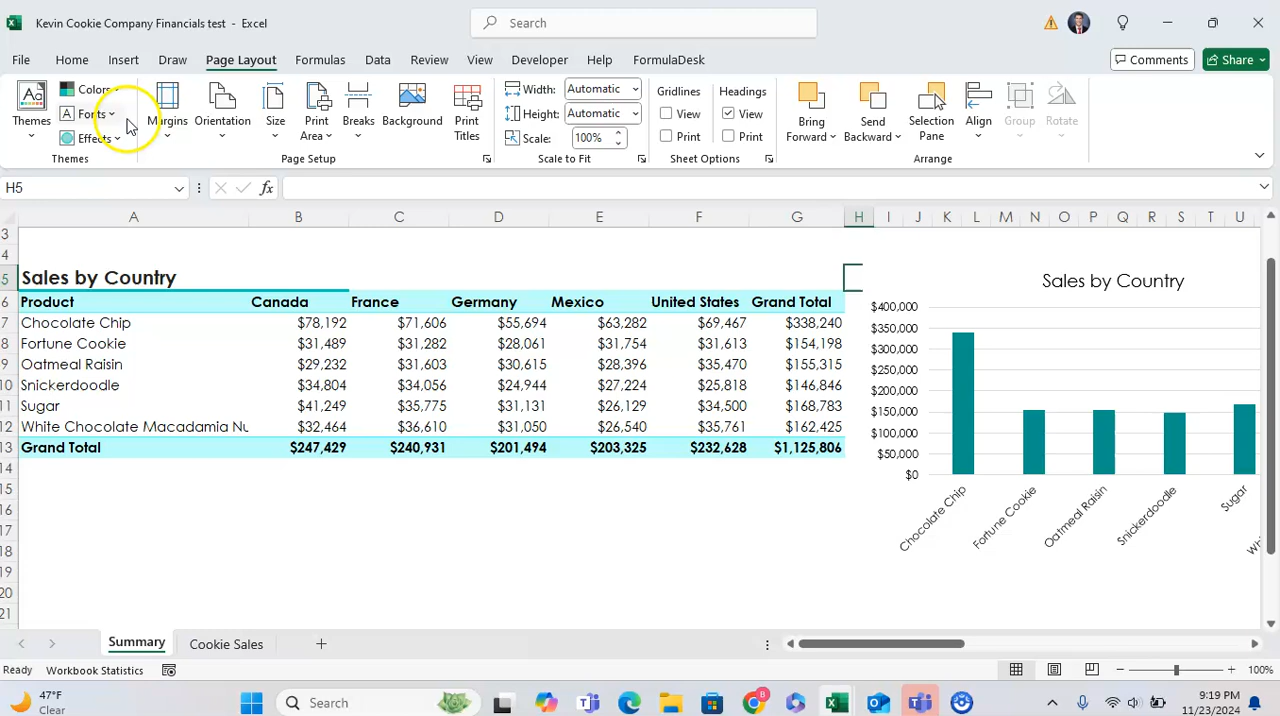 Kevin Cookie Company Financials test - Excel
Search
File Home Insert Draw Page Layout Formulas Data Review View Developer Help FormulaDesk Comments Share
Themes
Colors
Fonts
Effects
Margins Orientation Size Print Area Breaks Background Print Titles
Width: Automatic
Height: Automatic
Scale: 100%
Gridlines Headings
View View
Print Print
Bring Forward Send Backward Selection Pane Align Group Rotate
Themes Page Setup Scale to Fit Sheet Options Arrange
H5 fx
A B C D E F G H I J K L M N O P Q R S T U
3
4
5 Sales by Country
6 Product Canada France Germany Mexico United States Grand Total
7 Chocolate Chip $78,192 $71,606 $55,694 $63,282 $69,467 $338,240
8 Fortune Cookie $31,489 $31,282 $28,061 $31,754 $31,613 $154,198
9 Oatmeal Raisin $29,232 $31,603 $30,615 $28,396 $35,470 $155,315
10 Snickerdoodle $34,804 $34,056 $24,944 $27,224 $25,818 $146,846
11 Sugar $41,249 $35,775 $31,131 $26,129 $34,500 $168,783
12 White Chocolate Macadamia Nu $32,464 $36,610 $31,050 $26,540 $35,761 $162,425
13 Grand Total $247,429 $240,931 $201,494 $203,325 $232,628 $1,125,806
14
15
16
17
18
19
20
21
Sales by Country
$400,000
$350,000
$300,000
$250,000
$200,000
$150,000
$100,000
$50,000
$0
Chocolate Chip Fortune Cookie Oatmeal Raisin Snickerdoodle Sugar
Summary Cookie Sales
Ready Workbook Statistics 100%
47°F
Clear
Search
9:19 PM
11/23/2024